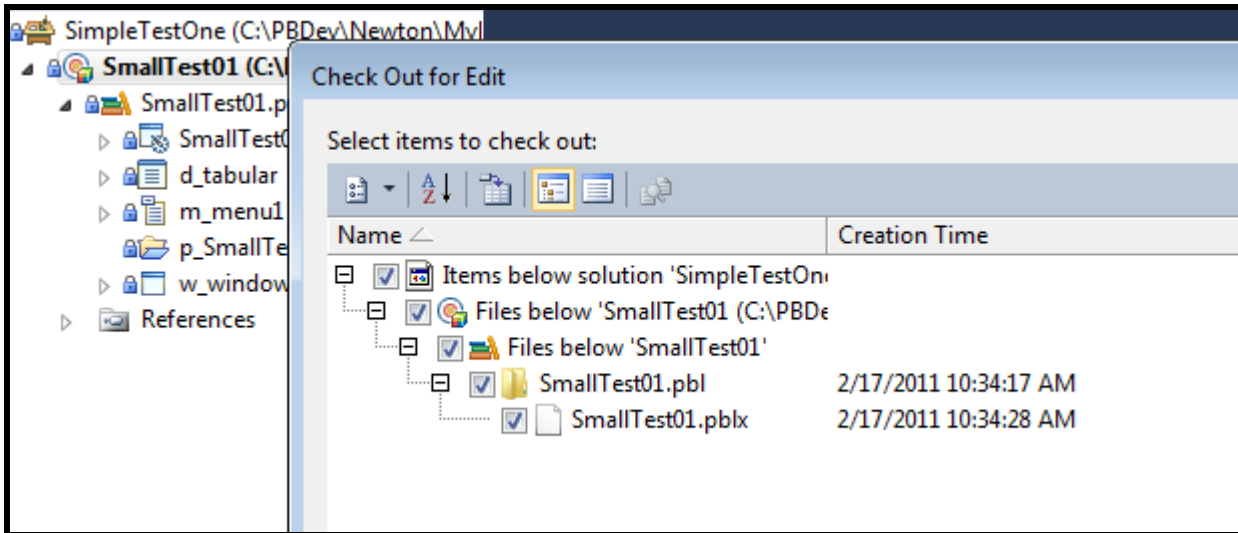 SimpleTestOne (C:\PBDev\Newton\Myl
SmallTest01 (C:\
SmallTest01.p
SmallTest0
d_tabular
m_menu1
p_SmallTe
w_window
References
Check Out for Edit
Select items to check out:
Name Creation Time
Items below solution 'SimpleTestOn
Files below 'SmallTest01 (C:\PBDe
Files below 'SmallTest01'
SmallTest01.pbl 2/17/2011 10:34:17 AM
SmallTest01.pblx 2/17/2011 10:34:28 AM